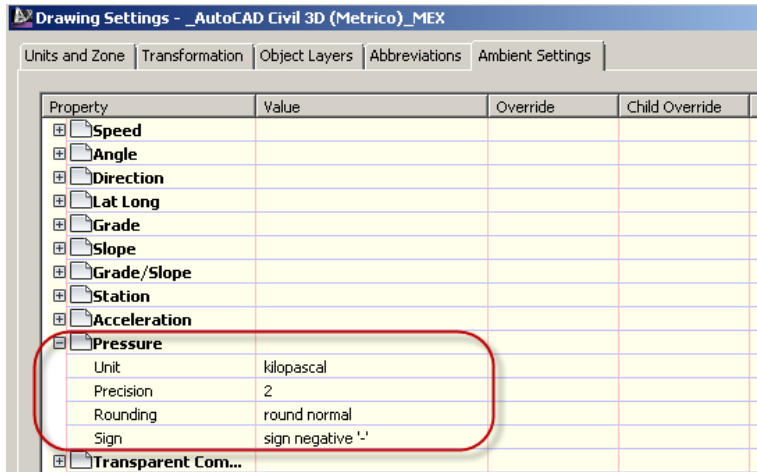 Drawing Settings - _AutoCAD Civil 3D (Metrico)_MEX
Units and Zone Transformation Object Layers Abbreviations Ambient Settings
Property Value Override Child Override
Speed
Angle
Direction
Lat Long
Grade
Slope
Grade/Slope
Station
Acceleration
Pressure
Unit kilopascal
Precision 2
Rounding round normal
Sign sign negative '-'
Transparent Com...